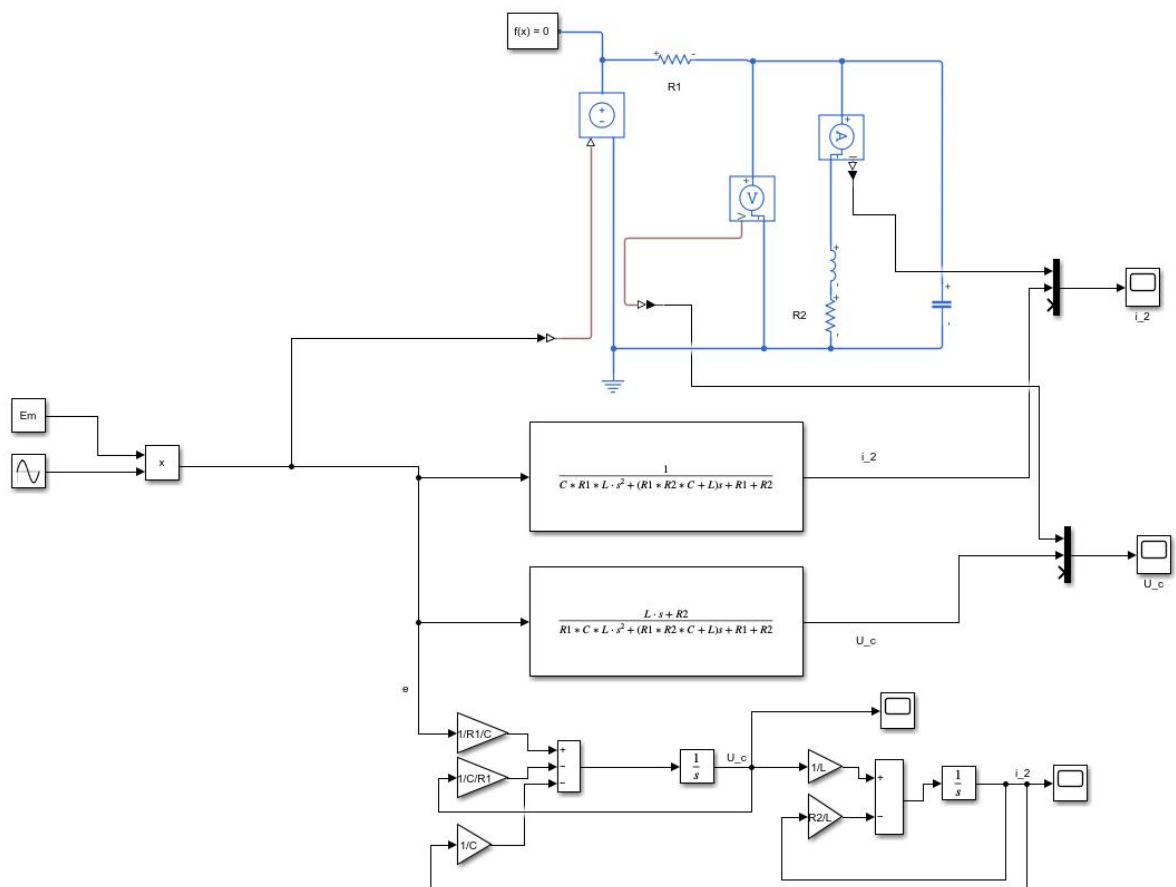 f(x) = 0
+
-
R1
+
-
+
A
I
+
V
V
+
-
+
R2
-
+
-
i_2
Em
x
1
C * R1 * L · s² + (R1 * R2 * C + L)s + R1 + R2
i_2
L · s + R2
R1 * C * L · s² + (R1 * R2 * C + L)s + R1 + R2
U_c
U_c
e
1/R1/C
+
−
−
1/C/R1
1
s
U_c
1/L
+
−
1
s
i_2
R2/L
1/C